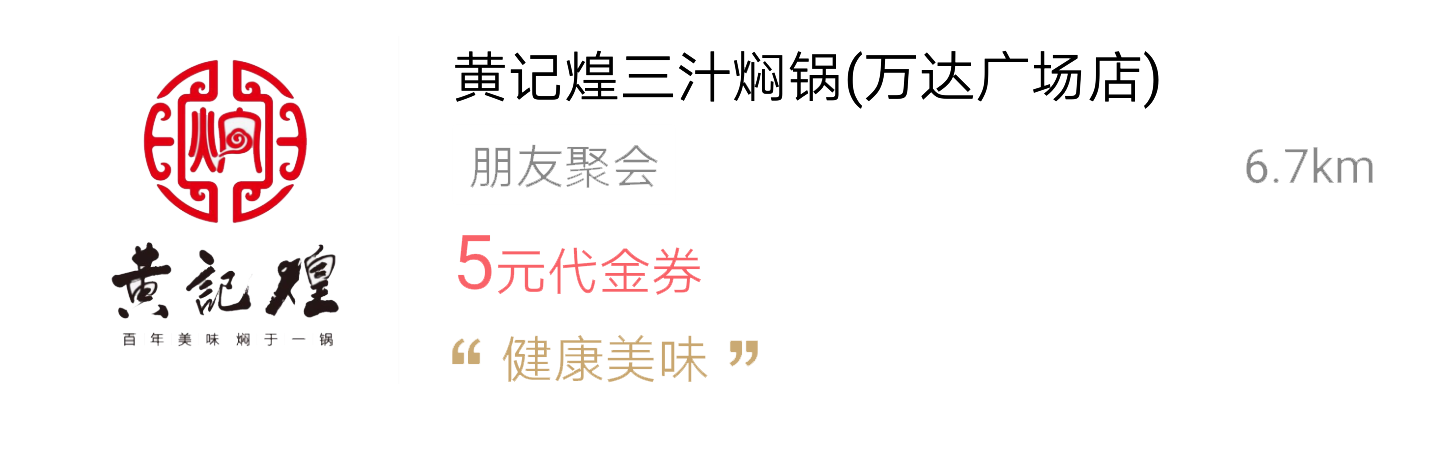 焖
黄記煌
百年美味焖于一锅
黄记煌三汁焖锅(万达广场店)
朋友聚会
6.7km
5元代金券
“ 健康美味 ”